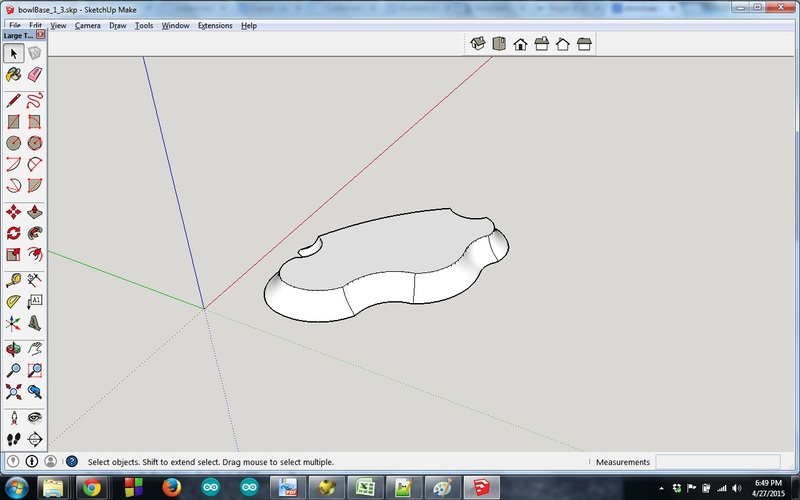 bowlBase_1_3.skp - SketchUp Make
File Edit View Camera Draw Tools Window Extensions Help
Large T...
A1
Select objects. Shift to extend select. Drag mouse to select multiple.
Measurements
6:49 PM
4/27/2015